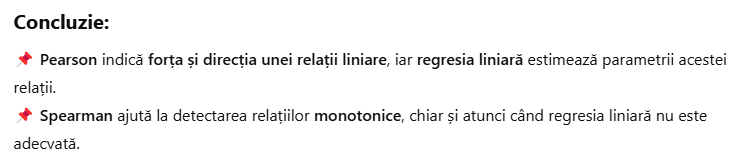 Concluzie:
📌 Pearson indică forța și direcția unei relații liniare, iar regresia liniară estimează parametrii acestei
relații.
📌 Spearman ajută la detectarea relațiilor monotonice, chiar și atunci când regresia liniară nu este
adecvată.